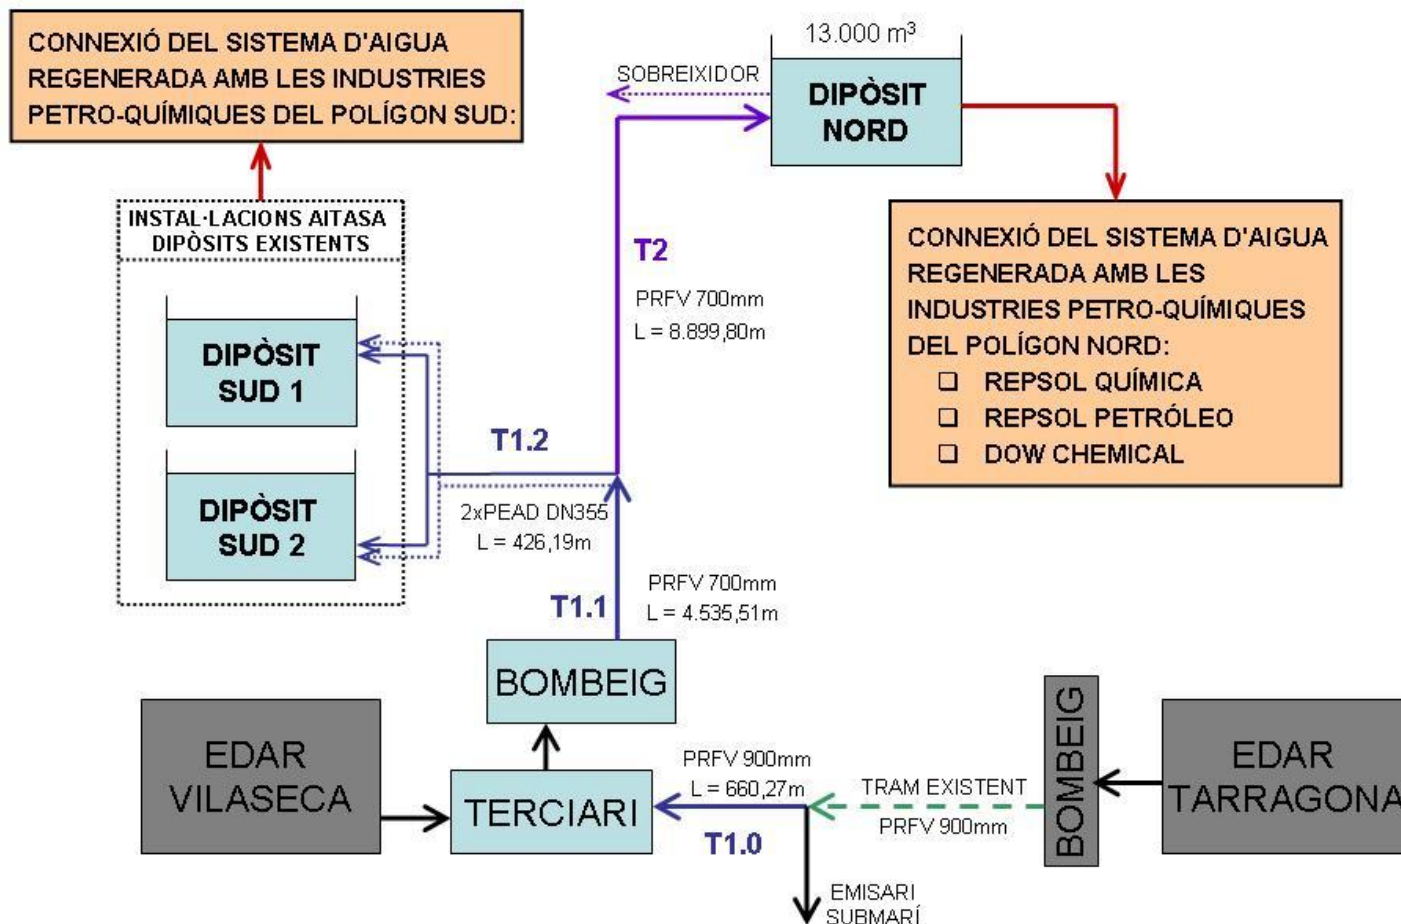 CONNEXIÓ DEL SISTEMA D'AIGUA
REGENERADA AMB LES INDUSTRIES
PETRO-QUÍMIQUES DEL POLÍGON SUD:
13.000 m³
SOBREIXIDOR
DIPÒSIT
NORD
INSTAL·LACIONS AITASA
DIPÒSITS EXISTENTS
T2
PRFV 700mm
L = 8.899,80m
CONNEXIÓ DEL SISTEMA D'AIGUA
REGENERADA AMB LES
INDUSTRIES PETRO-QUÍMIQUES
DEL POLÍGON NORD:
❑ REPSOL QUÍMICA
❑ REPSOL PETRÓLEO
❑ DOW CHEMICAL
DIPÒSIT
SUD 1
T1.2
DIPÒSIT
SUD 2
2xPEAD DN355
L = 426,19m
T1.1
PRFV 700mm
L = 4.535,51m
BOMBEIG
EDAR
VILASECA
TERCIARI
PRFV 900mm
L = 660,27m
T1.0
TRAM EXISTENT
PRFV 900mm
BOMBEIG
EDAR
TARRAGONA
EMISARI
SUBMARÍ